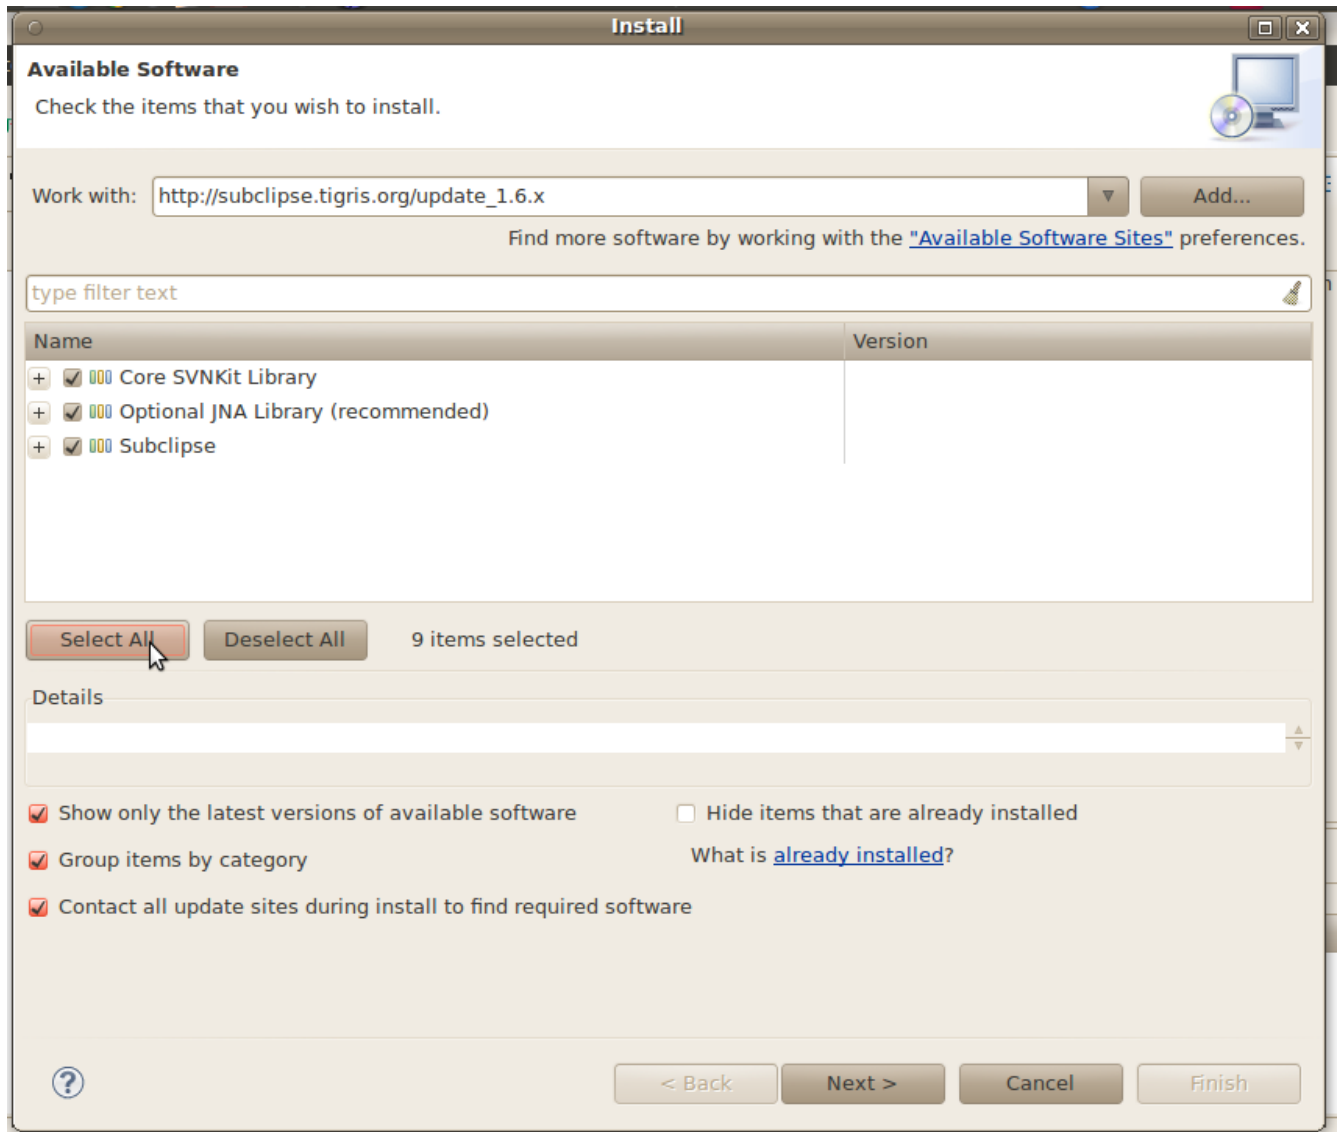 Install
Available Software
Check the items that you wish to install.
Work with: http://subclipse.tigris.org/update_1.6.x Add...
Find more software by working with the "Available Software Sites" preferences.
type filter text
Name Version
Core SVNKit Library
Optional JNA Library (recommended)
Subclipse
Select All Deselect All 9 items selected
Details
Show only the latest versions of available software Hide items that are already installed
Group items by category What is already installed?
Contact all update sites during install to find required software
< Back Next > Cancel Finish